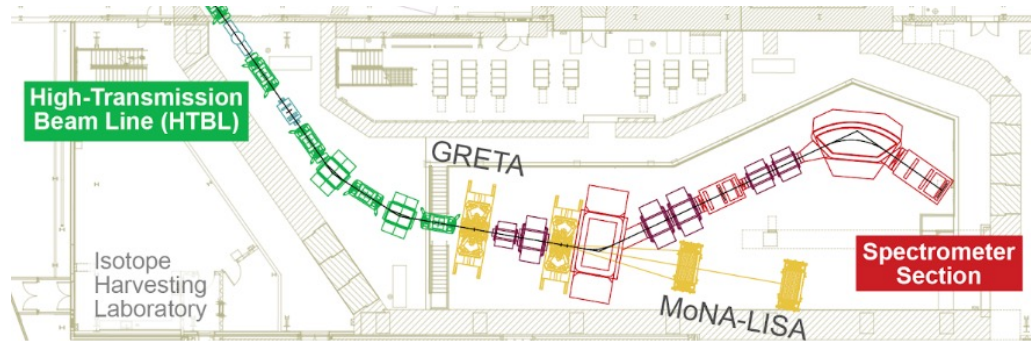 High-Transmission
Beam Line (HTBL)
GRETA
Isotope
Harvesting
Laboratory
MoNA-LISA
Spectrometer
Section